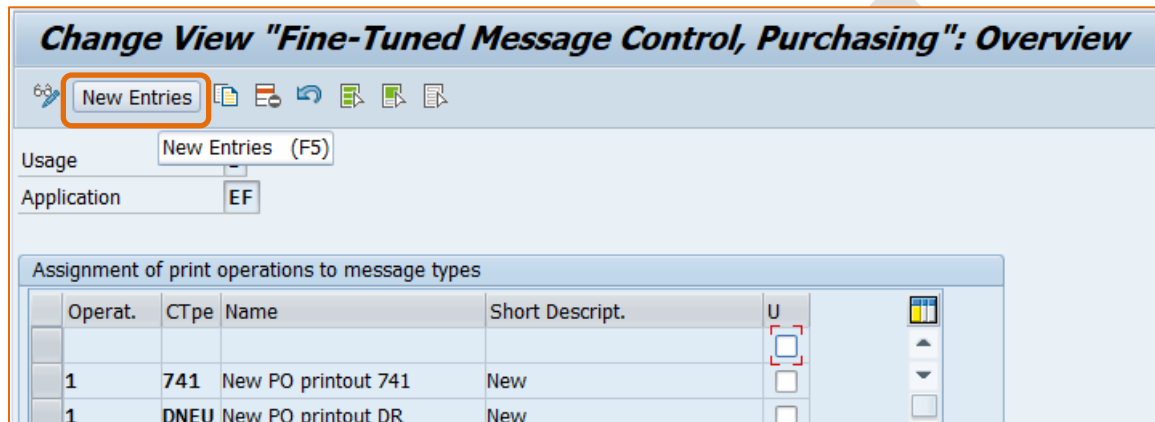 Change View "Fine-Tuned Message Control, Purchasing": Overview
New Entries
New Entries (F5)
Usage
Application EF
Assignment of print operations to message types
Operat. CTpe Name Short Descript. U
1 741 New PO printout 741 New
1 DNEU New PO printout DR New